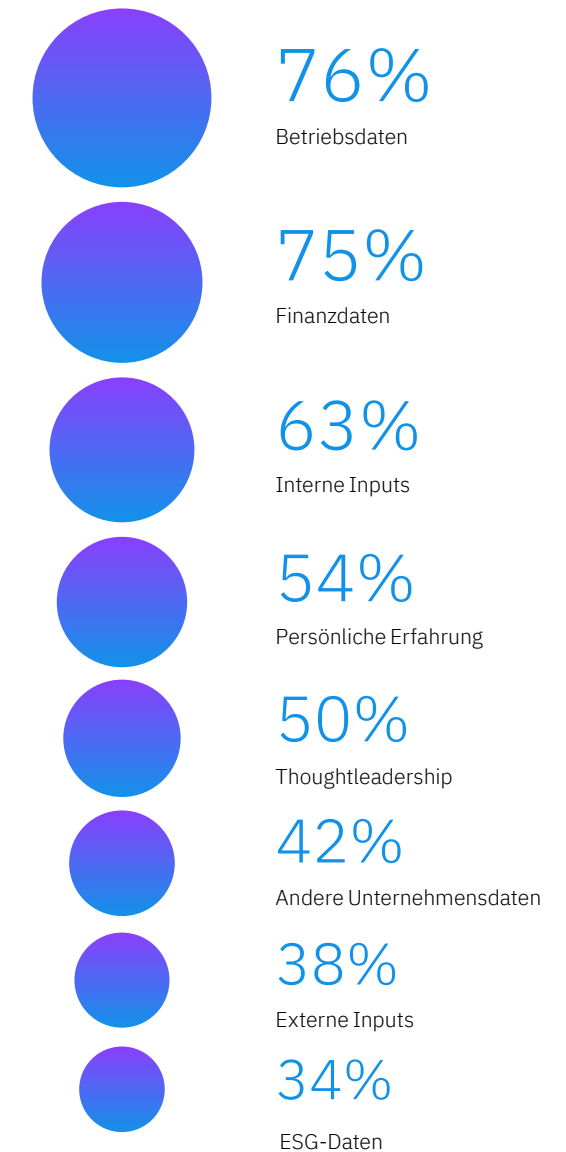 76%
Betriebsdaten
75%
Finanzdaten
63%
Interne Inputs
54%
Persönliche Erfahrung
50%
Thoughtleadership
42%
Andere Unternehmensdaten
38%
Externe Inputs
34%
ESG-Daten